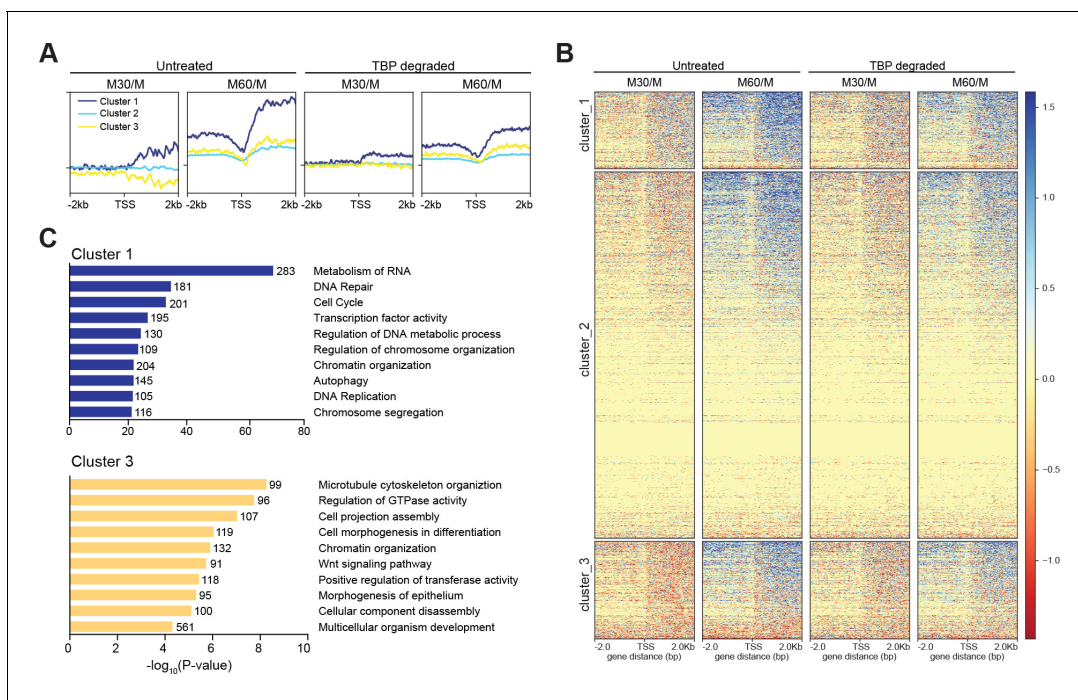 A
Untreated
TBP degraded
M30/M
M60/M
M30/M
M60/M
Cluster 1
Cluster 2
Cluster 3
-2kb TSS 2kb
-2kb TSS 2kb
-2kb TSS 2kb
-2kb TSS 2kb
B
Untreated
TBP degraded
M30/M
M60/M
M30/M
M60/M
cluster_1
cluster_2
cluster_3
-2.0 TSS 2.0Kb
gene distance (bp)
-2.0 TSS 2.0Kb
gene distance (bp)
-2.0 TSS 2.0Kb
gene distance (bp)
-2.0 TSS 2.0Kb
gene distance (bp)
1.5
1.0
0.5
0.0
−0.5
−1.0
C
Cluster 1
283 Metabolism of RNA
181 DNA Repair
201 Cell Cycle
195 Transcription factor activity
130 Regulation of DNA metabolic process
109 Regulation of chromosome organization
204 Chromatin organization
145 Autophagy
105 DNA Replication
116 Chromosome segregation
0 20 40 60 80
Cluster 3
99 Microtubule cytoskeleton organiztion
96 Regulation of GTPase activity
107 Cell projection assembly
119 Cell morphogesis in differentiation
132 Chromatin organization
91 Wnt signaling pathway
118 Positive regulation of transferase activity
95 Morphogenesis of epithelium
100 Cellular component disassembly
561 Multicellular organism development
0 2 4 6 8 10
-log10(P-value)